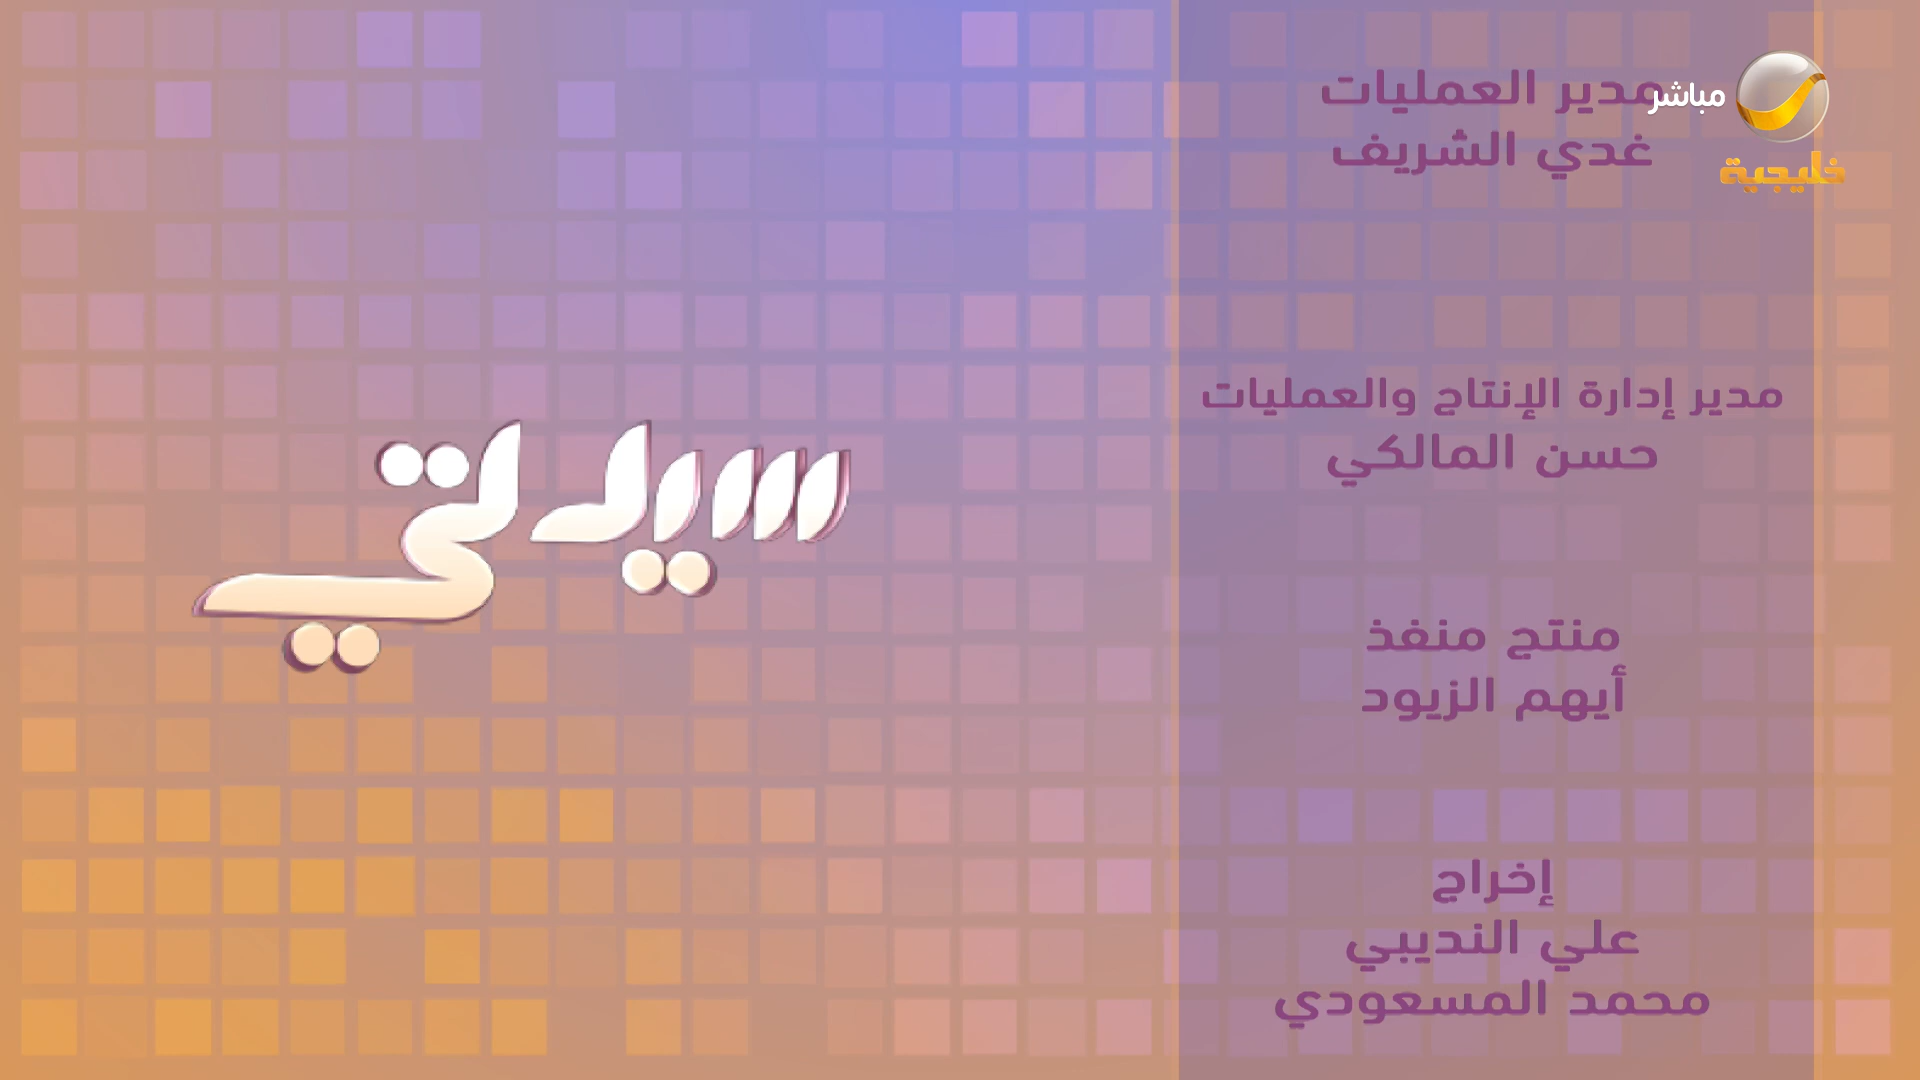 مباشر
خليجية
مدير العمليات
غدي الشريف
مدير إدارة الإنتاج والعمليات
حسن المالكي
سيدتي
منتج منفذ
أيهم الزيود
إخراج
علي النديبي
محمد المسعودي